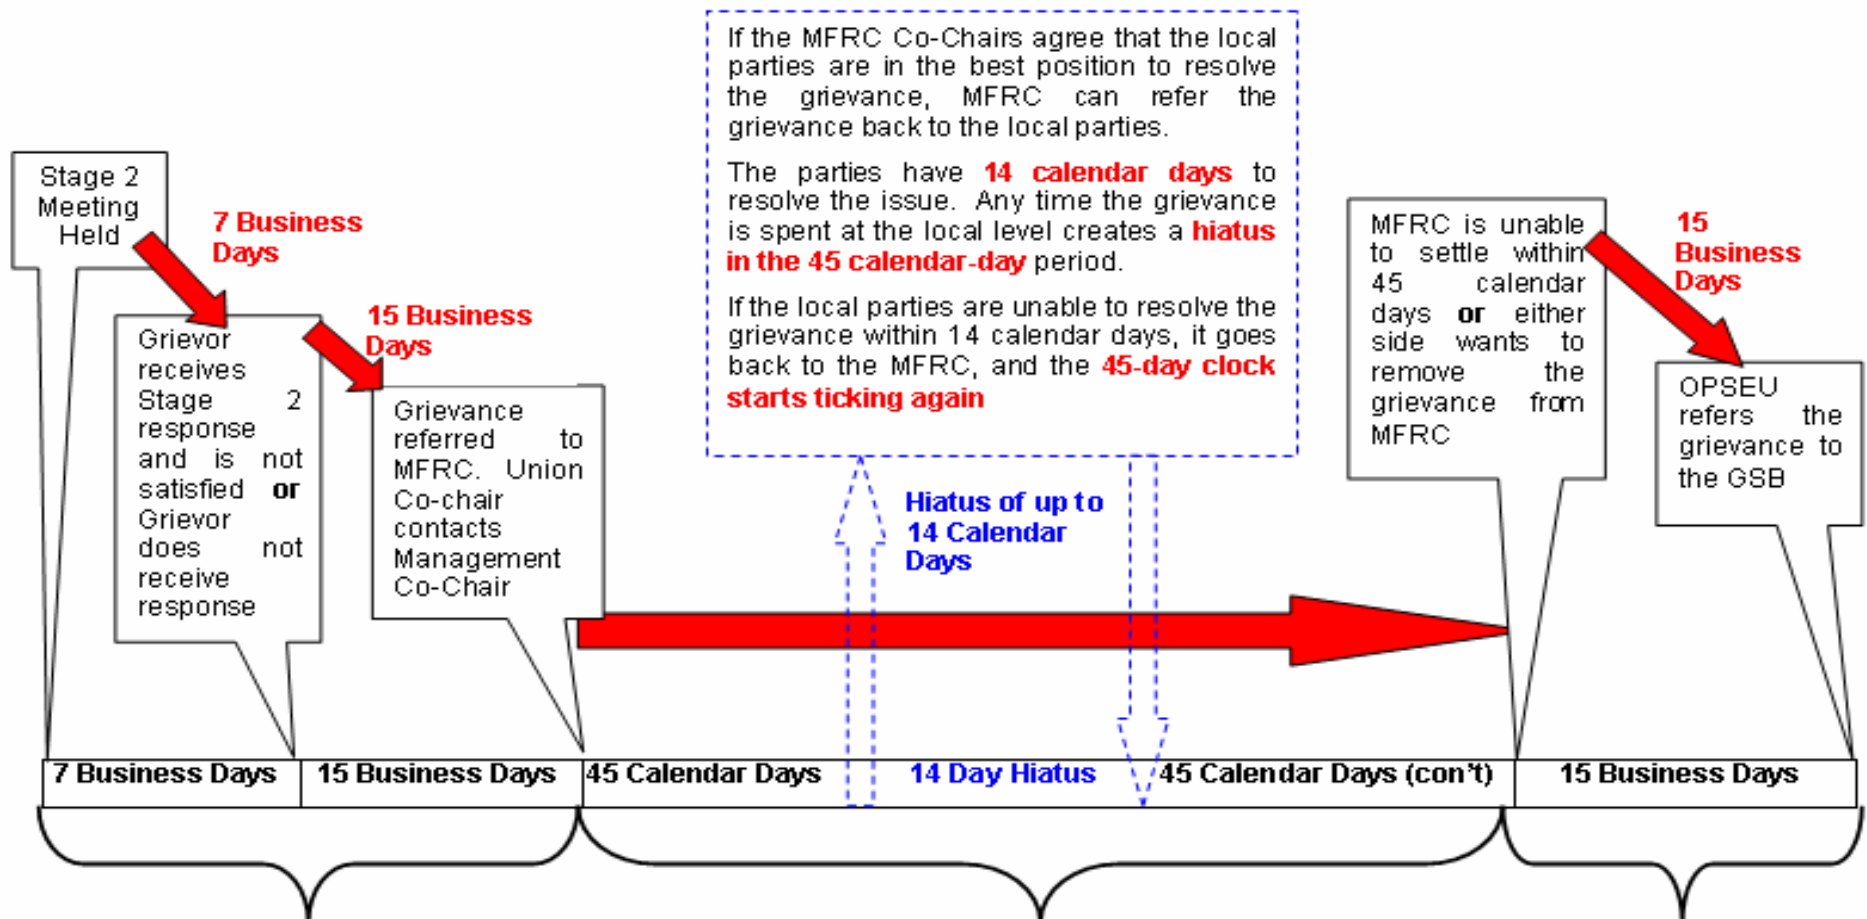 If the MFRC Co-Chairs agree that the local
parties are in the best position to resolve
the grievance, MFRC can refer the
grievance back to the local parties.
The parties have 14 calendar days to
resolve the issue. Any time the grievance
is spent at the local level creates a hiatus
in the 45 calendar-day period.
If the local parties are unable to resolve the
grievance within 14 calendar days, it goes
back to the MFRC, and the 45-day clock
starts ticking again
Stage 2
Meeting
Held
7 Business
Days
Grievor
receives
Stage 2
response
and is not
satisfied or
Grievor
does not
receive
response
15 Business
Days
Grievance
referred to
MFRC. Union
Co-chair
contacts
Management
Co-Chair
Hiatus of up to
14 Calendar
Days
MFRC is unable
to settle within
45 calendar
days or either
side wants to
remove the
grievance from
MFRC
15
Business
Days
OPSEU
refers the
grievance to
the GSB
7 Business Days
15 Business Days
45 Calendar Days
14 Day Hiatus
45 Calendar Days (con't)
15 Business Days